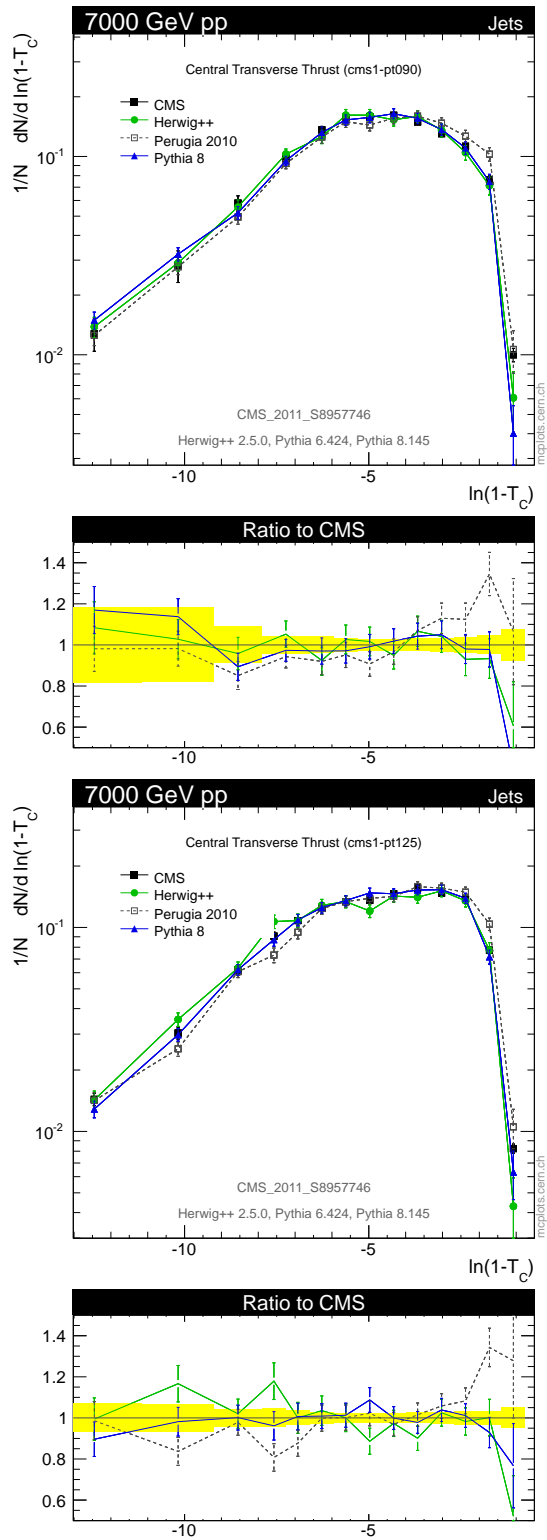 7000 GeV pp Jets
1/N dN/d ln(1-T_C)
Central Transverse Thrust (cms1-pt090)
CMS
Herwig++
Perugia 2010
Pythia 8
10^-1
10^-2
CMS_2011_S8957746
Herwig++ 2.5.0, Pythia 6.424, Pythia 8.145
mcplots.cern.ch
-10 -5
ln(1-T_C)
Ratio to CMS
1.4
1.2
1
0.8
0.6
-10 -5
7000 GeV pp Jets
1/N dN/d ln(1-T_C)
Central Transverse Thrust (cms1-pt125)
CMS
Herwig++
Perugia 2010
Pythia 8
10^-1
10^-2
CMS_2011_S8957746
Herwig++ 2.5.0, Pythia 6.424, Pythia 8.145
mcplots.cern.ch
-10 -5
ln(1-T_C)
Ratio to CMS
1.4
1.2
1
0.8
0.6
-10 -5